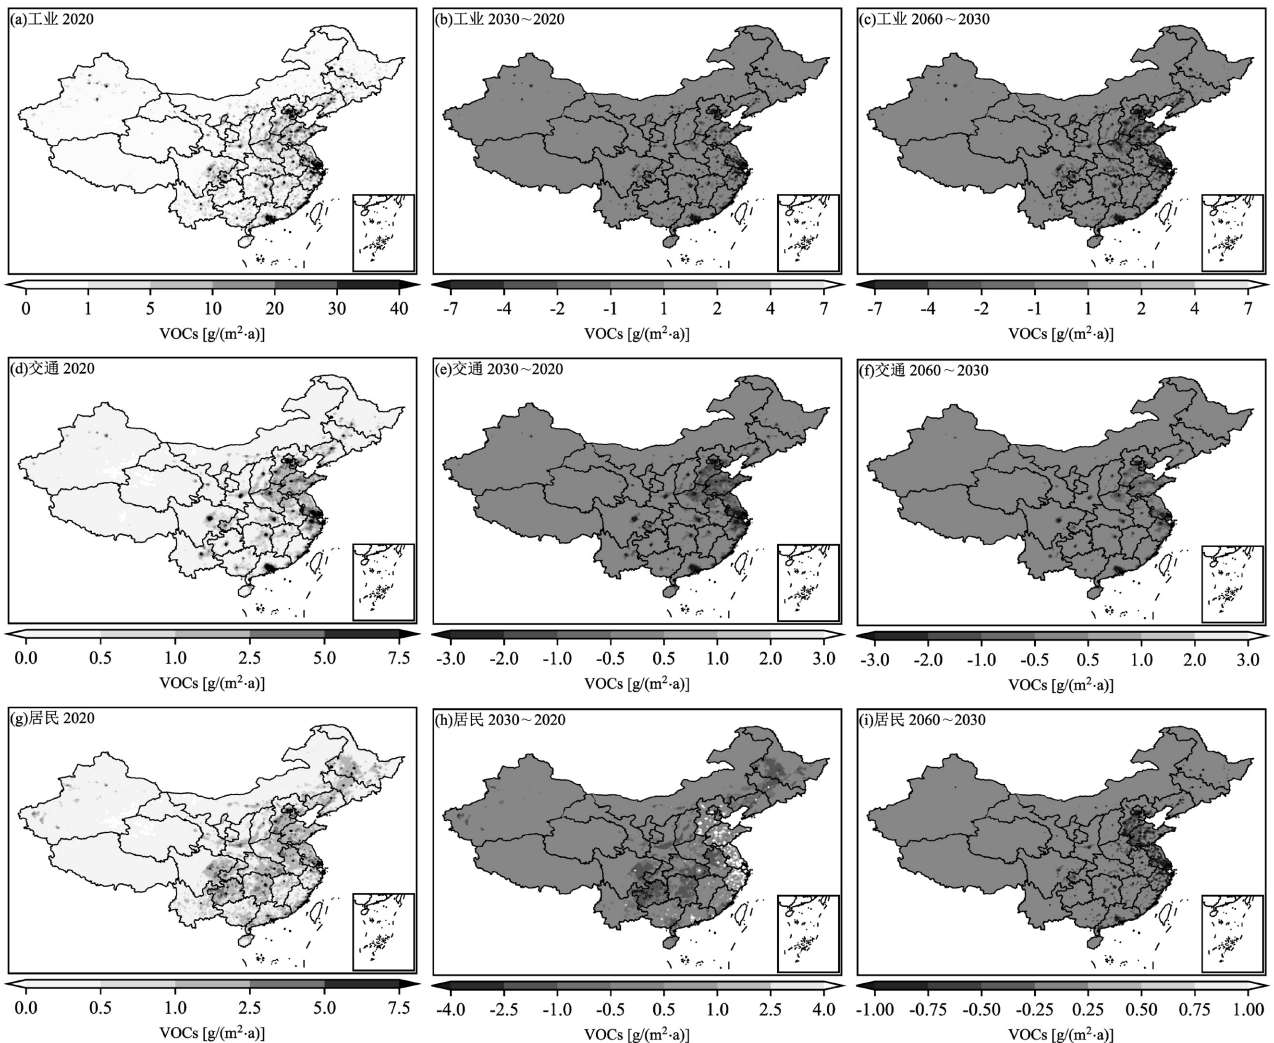 (a)工业 2020
(b)工业 2030~2020
(c)工业 2060~2030
0 1 5 10 20 30 40
VOCs [g/(m²·a)]
-7 -4 -2 -1 1 2 4 7
VOCs [g/(m²·a)]
-7 -4 -2 -1 1 2 4 7
VOCs [g/(m²·a)]
(d)交通 2020
(e)交通 2030~2020
(f)交通 2060~2030
0.0 0.5 1.0 2.5 5.0 7.5
VOCs [g/(m²·a)]
-3.0 -2.0 -1.0 -0.5 0.5 1.0 2.0 3.0
VOCs [g/(m²·a)]
-3.0 -2.0 -1.0 -0.5 0.5 1.0 2.0 3.0
VOCs [g/(m²·a)]
(g)居民 2020
(h)居民 2030~2020
(i)居民 2060~2030
0.0 0.5 1.0 2.5 5.0 7.5
VOCs [g/(m²·a)]
-4.0 -2.5 -1.0 -0.5 0.5 1.0 2.5 4.0
VOCs [g/(m²·a)]
-1.00 -0.75 -0.50 -0.25 0.25 0.50 0.75 1.00
VOCs [g/(m²·a)]